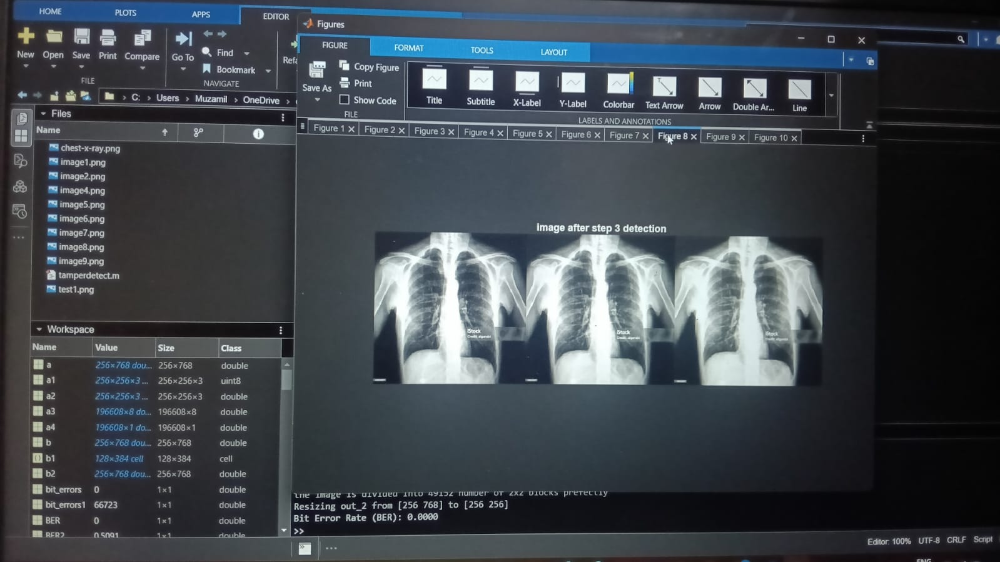 HOME PLOTS APPS EDITOR
New Open Save Print Compare Go To Find Bookmark
FILE NAVIGATE
C: Users Muzamil OneDrive
Files
Name
chest-x-ray.png
image1.png
image2.png
image4.png
image5.png
image6.png
image7.png
image8.png
image9.png
tamperdetect.m
test1.png
Workspace
Name Value Size Class
a 256×768 dou... 256×768 double
a1 256×256×3 ... 256×256×3 uint8
a2 256×256×3 ... 256×256×3 double
a3 196608×8 do... 196608×8 double
a4 196608×1 do... 196608×1 double
b 256×768 dou... 256×768 double
b1 128×384 cell 128×384 cell
b2 256×768 dou... 256×768 double
bit_errors 0 1×1 double
bit_errors1 66723 1×1 double
BER 0 1×1 double
BER2 0.5091 1×1 double
Figures
FIGURE FORMAT TOOLS LAYOUT
Save As
Copy Figure
Print
Show Code
FILE
Title Subtitle X-Label Y-Label Colorbar Text Arrow Arrow Double Ar... Line
LABELS AND ANNOTATIONS
Figure 1 Figure 2 Figure 3 Figure 4 Figure 5 Figure 6 Figure 7 Figure 8 Figure 9 Figure 10
image after step 3 detection
iStock
iStock
iStock
the image is divided into 49152 number of 2x2 blocks prefectly
Resizing out_2 from [256 768] to [256 256]
Bit Error Rate (BER): 0.0000
>>
Editor: 100% UTF-8 CRLF Script
ENG